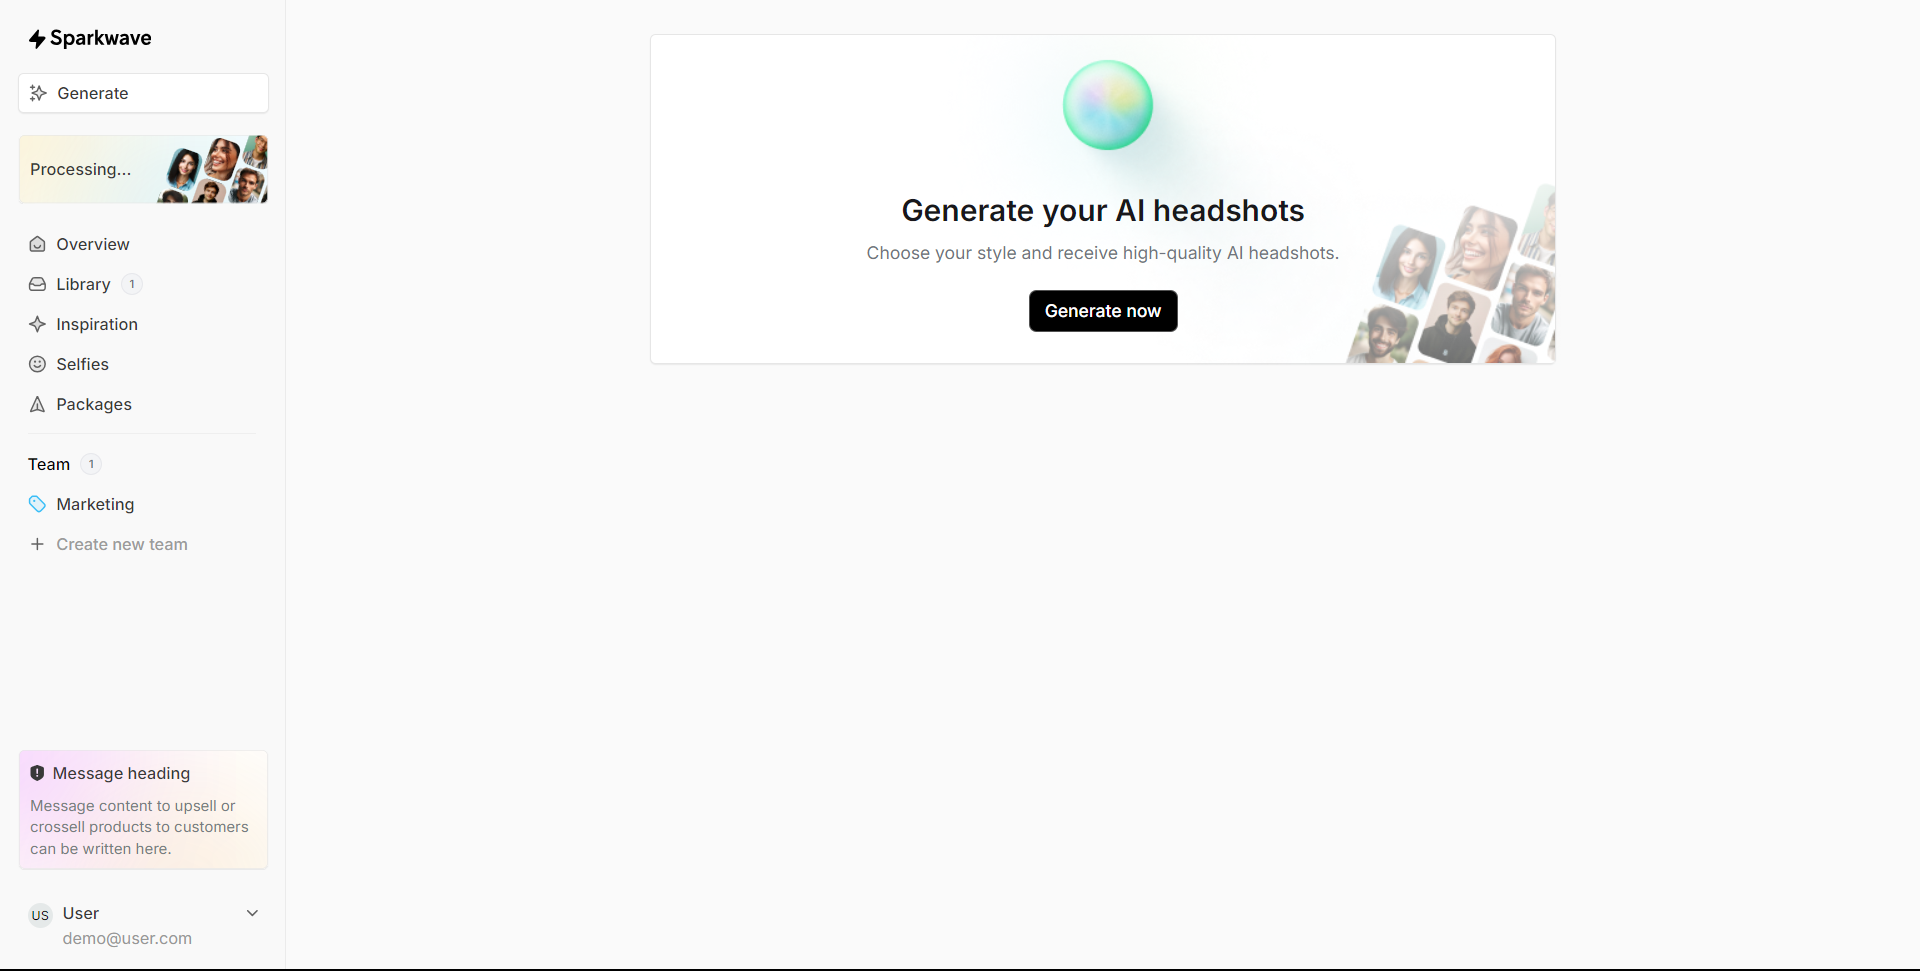 Sparkwave
Generate
Processing...
Overview
Library 1
Inspiration
Selfies
Packages
Team 1
Marketing
Create new team
Message heading
Message content to upsell or
crossell products to customers
can be written here.
US User
demo@user.com
Generate your AI headshots
Choose your style and receive high-quality AI headshots.
Generate now